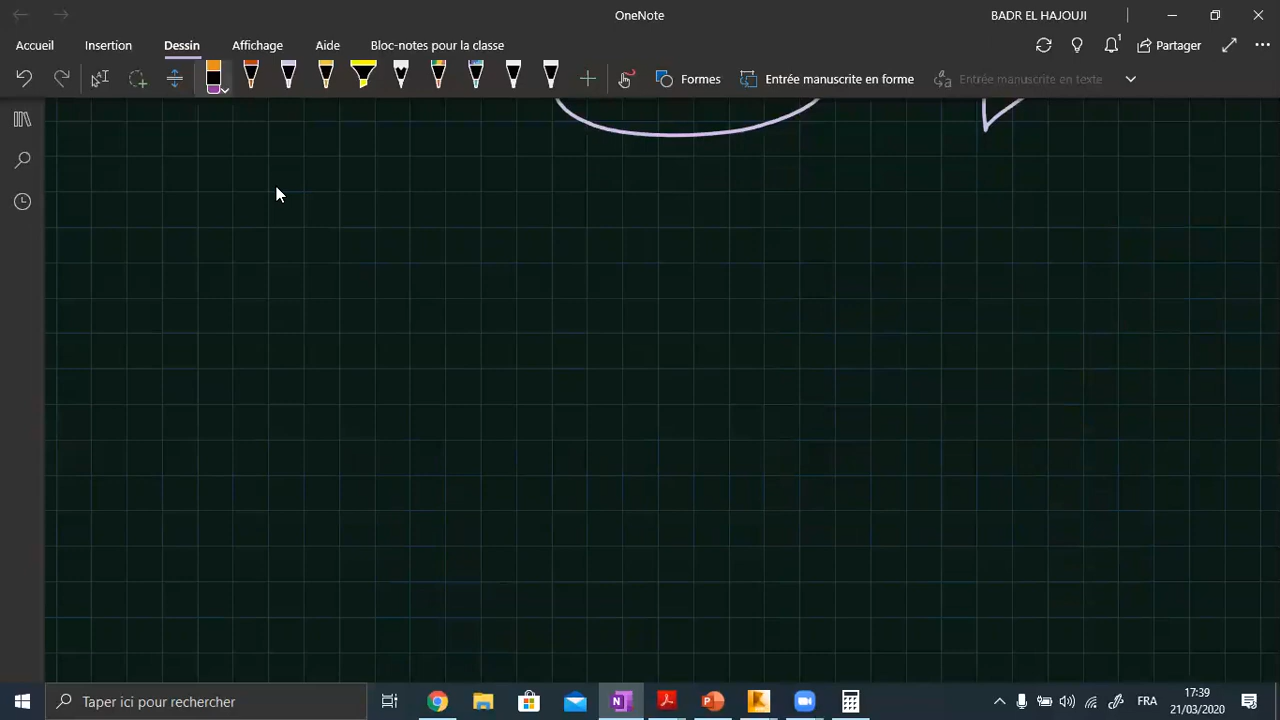 OneNote
BADR EL HAJOUJI
Accueil
Insertion
Dessin
Affichage
Aide
Bloc-notes pour la classe
Partager
Formes
Entrée manuscrite en forme
Entrée manuscrite en texte
Taper ici pour rechercher
FRA
17:39
21/03/2020